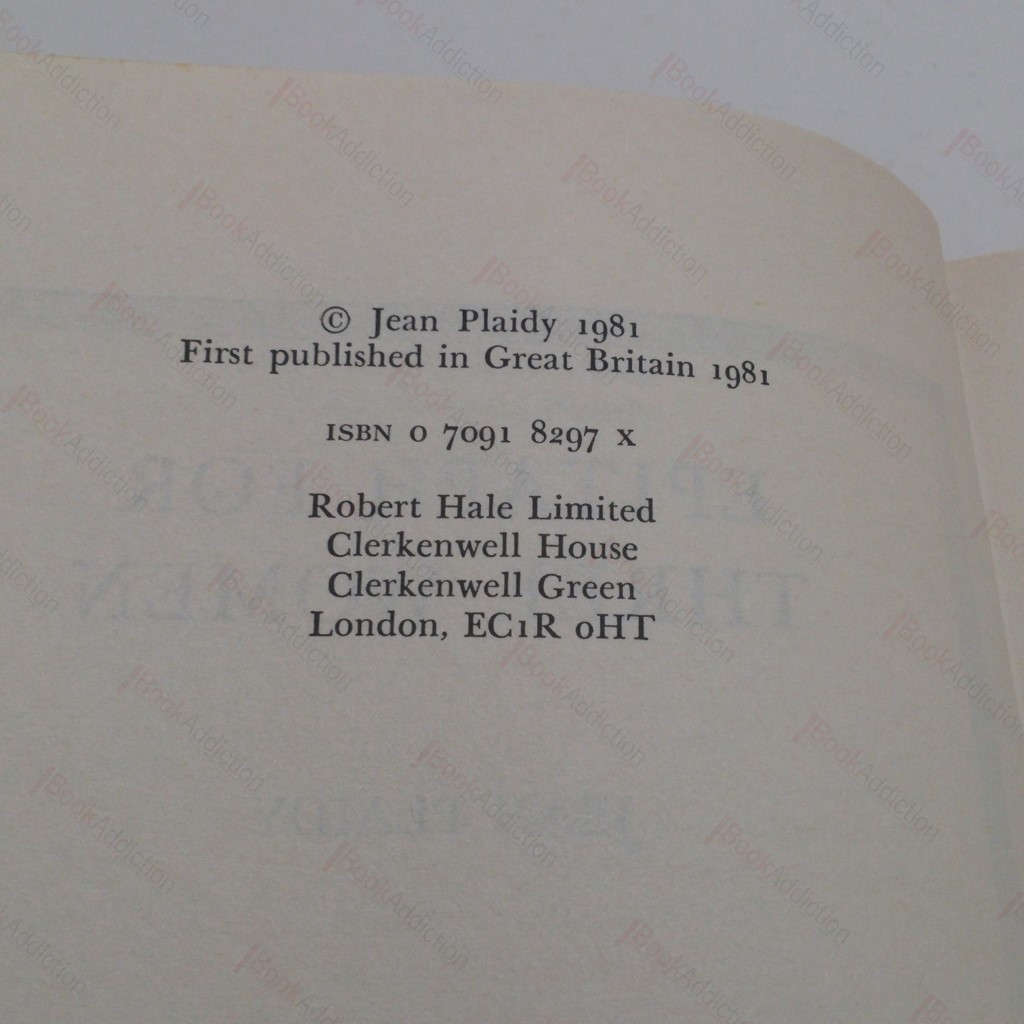 © Jean Plaidy 1981
First published in Great Britain 1981
ISBN 0 7091 8297 X
Robert Hale Limited
Clerkenwell House
Clerkenwell Green
London, EC1R 0HT